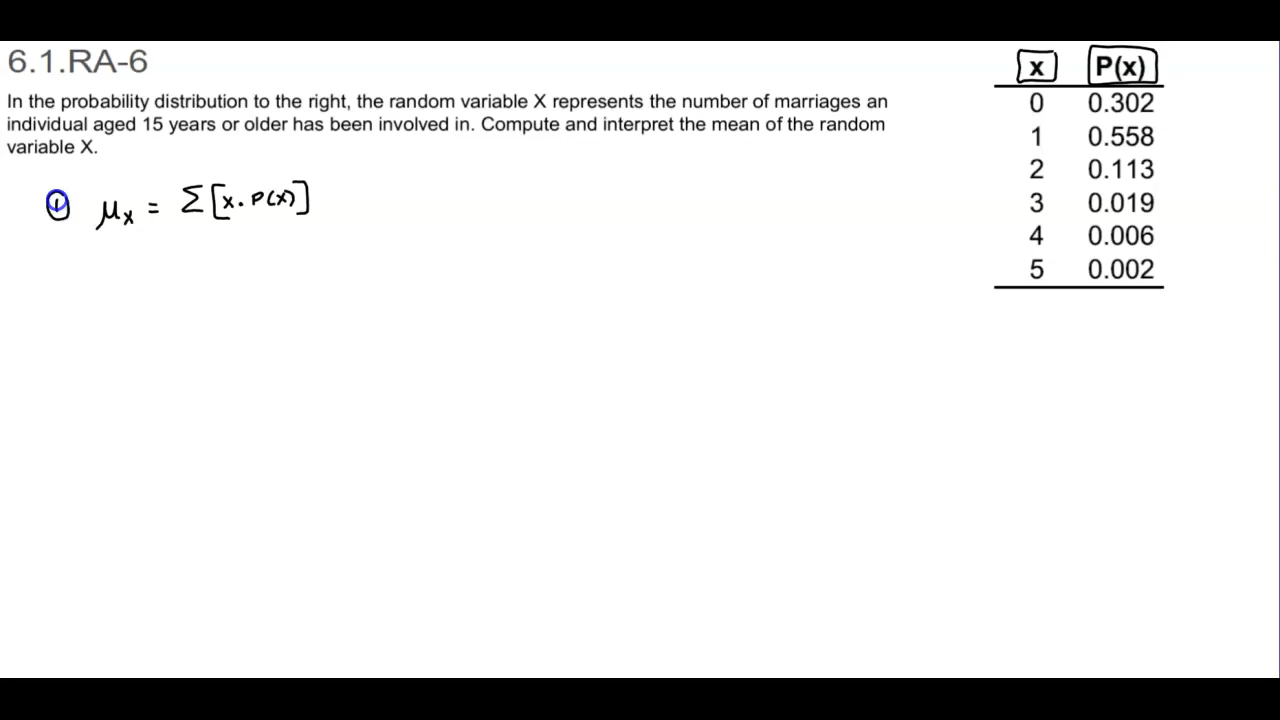 6.1.RA-6
In the probability distribution to the right, the random variable X represents the number of marriages an
individual aged 15 years or older has been involved in. Compute and interpret the mean of the random
variable X.
① μx = Σ [x · P(x)]
x P(x)
0 0.302
1 0.558
2 0.113
3 0.019
4 0.006
5 0.002